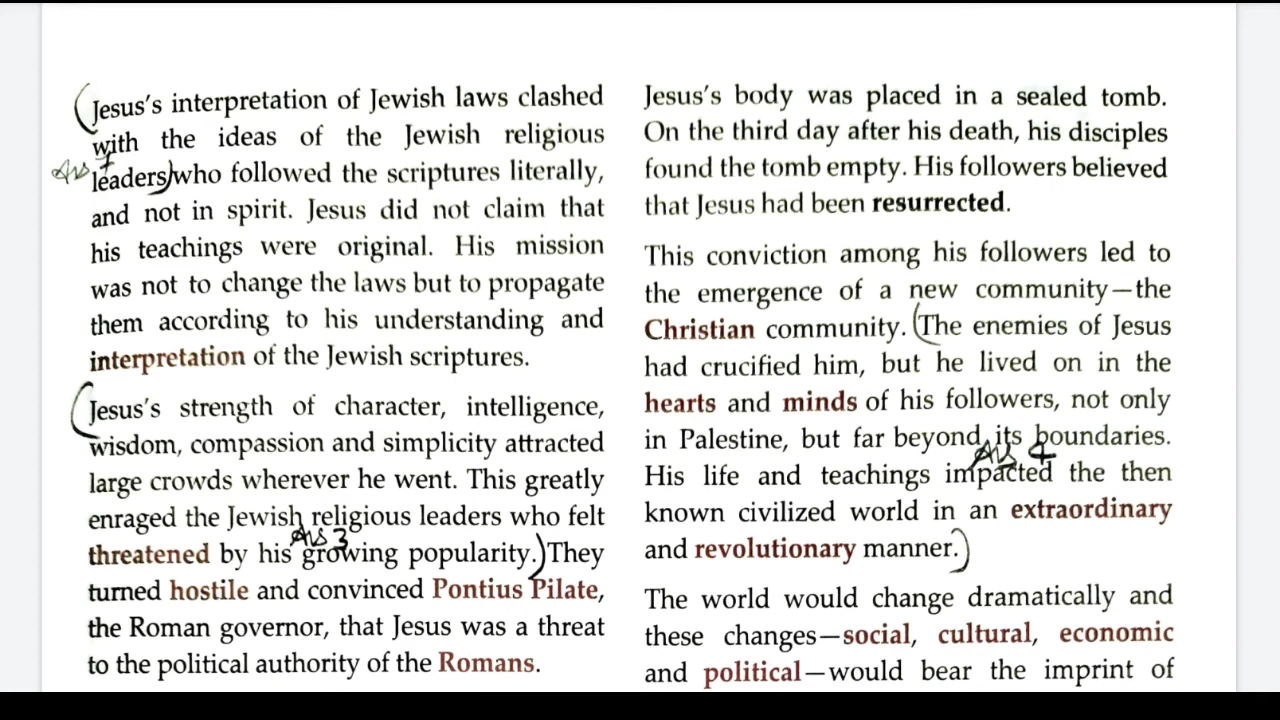 Jesus's interpretation of Jewish laws clashed
with the ideas of the Jewish religious
leaders) who followed the scriptures literally,
and not in spirit. Jesus did not claim that
his teachings were original. His mission
was not to change the laws but to propagate
them according to his understanding and
interpretation of the Jewish scriptures.
Jesus's strength of character, intelligence,
wisdom, compassion and simplicity attracted
large crowds wherever he went. This greatly
enraged the Jewish religious leaders who felt
Ans 3
threatened by his growing popularity.) They
turned hostile and convinced Pontius Pilate,
the Roman governor, that Jesus was a threat
to the political authority of the Romans.
Jesus's body was placed in a sealed tomb.
On the third day after his death, his disciples
found the tomb empty. His followers believed
that Jesus had been resurrected.
This conviction among his followers led to
the emergence of a new community—the
Christian community. (The enemies of Jesus
had crucified him, but he lived on in the
hearts and minds of his followers, not only
in Palestine, but far beyond its boundaries.
Ans 4
His life and teachings impacted the then
known civilized world in an extraordinary
and revolutionary manner.)
The world would change dramatically and
these changes—social, cultural, economic
and political—would bear the imprint of